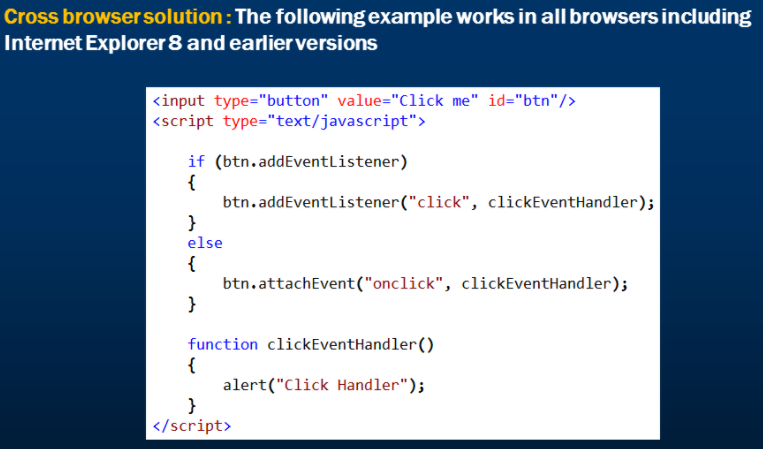 Cross browser solution : The following example works in all browsers including
Internet Explorer 8 and earlier versions
<input type="button" value="Click me" id="btn"/>
<script type="text/javascript">
if (btn.addEventListener)
{
btn.addEventListener("click", clickEventHandler);
}
else
{
btn.attachEvent("onclick", clickEventHandler);
}
function clickEventHandler()
{
alert("Click Handler");
}
</script>